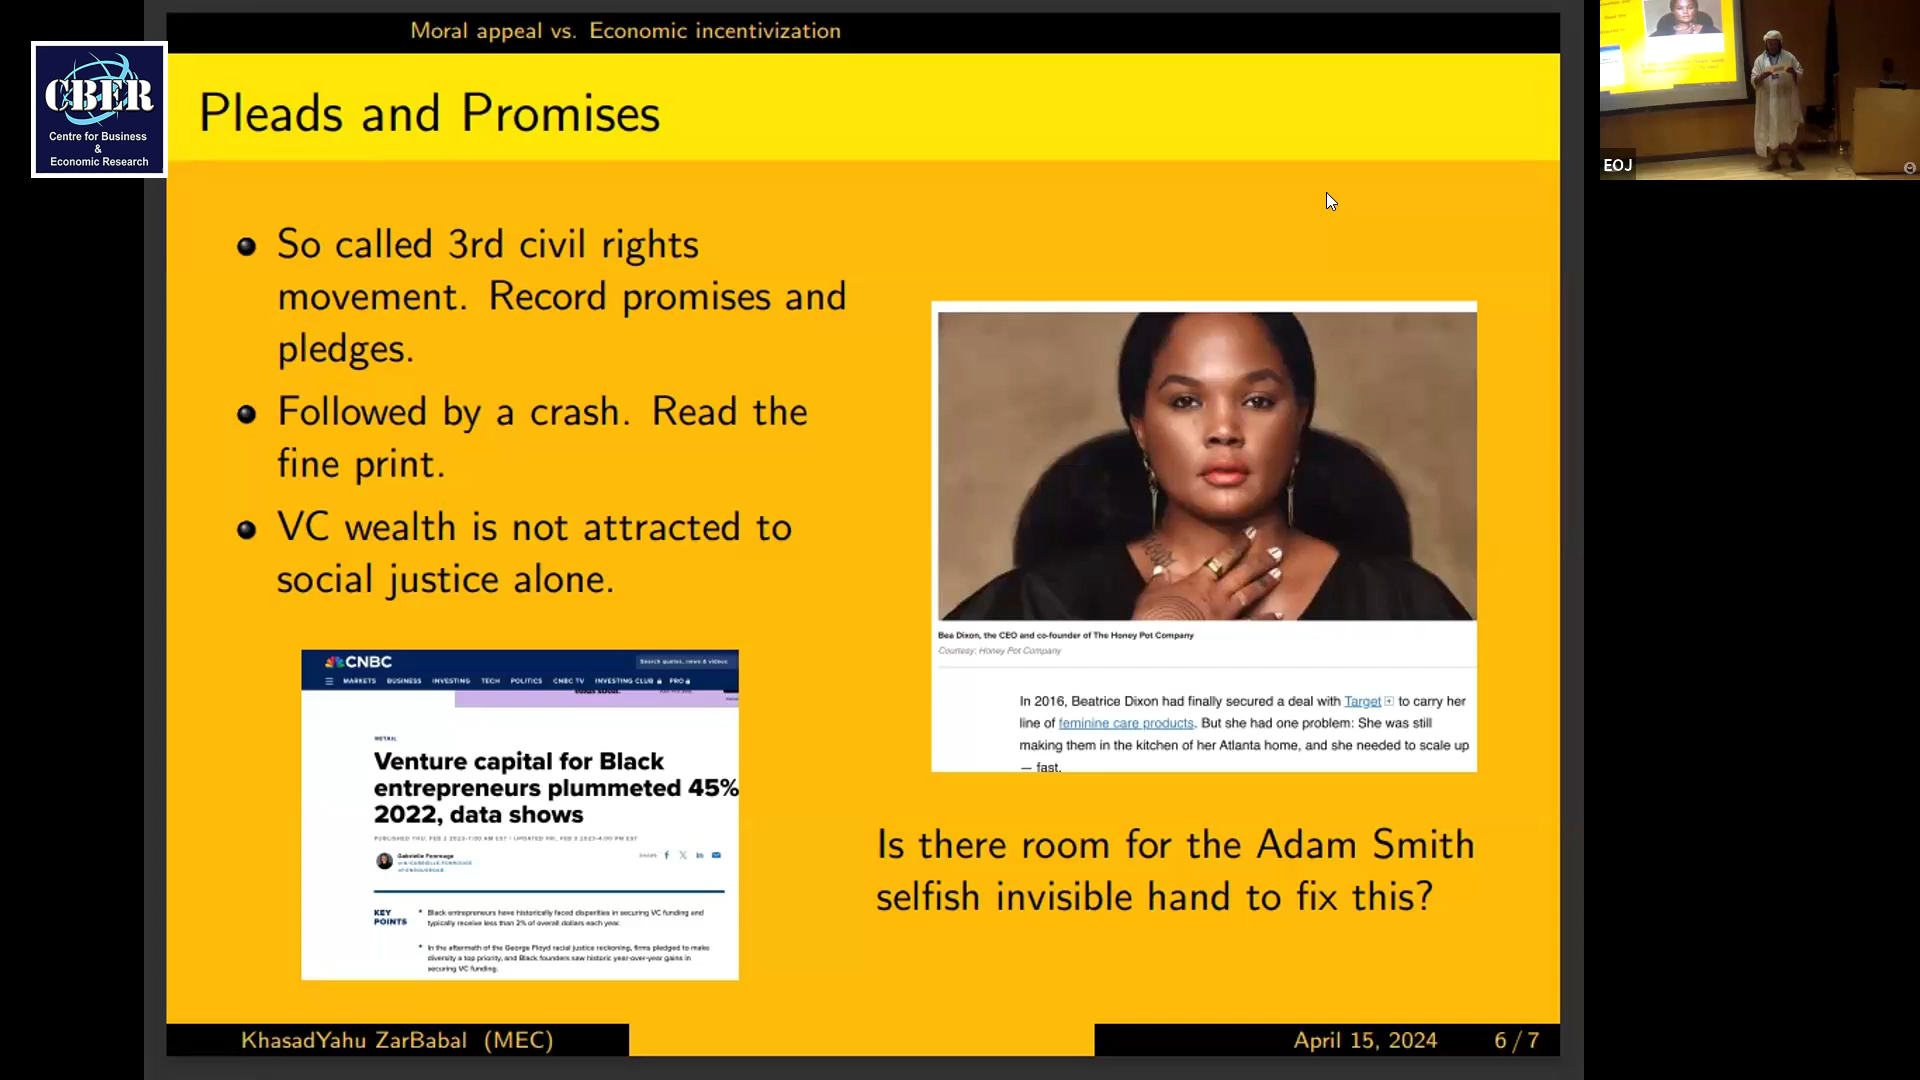 Moral appeal vs. Economic incentivization
CBER
Centre for Business
&
Economic Research
Pleads and Promises
So called 3rd civil rights
movement. Record promises and
pledges.
Followed by a crash. Read the
fine print.
VC wealth is not attracted to
social justice alone.
CNBC
Search quotes, news & videos
MARKETS BUSINESS INVESTING TECH POLITICS CNBC TV INVESTING CLUB PRO
RETAIL
Venture capital for Black
entrepreneurs plummeted 45%
2022, data shows
PUBLISHED THU, FEB 2 2023 7:00 AM EST UPDATED FRI, FEB 3 2023 4:09 PM EST
Gabrielle Fonrouge
SHARE
KEY
POINTS
Black entrepreneurs have historically faced disparities in securing VC funding and
typically receive less than 2% of overall dollars each year.
In the aftermath of the George Floyd racial justice reckoning, firms pledged to make
diversity a top priority, and Black founders saw historic year-over-year gains in
securing VC funding.
Bea Dixon, the CEO and co-founder of The Honey Pot Company
Courtesy: Honey Pot Company
In 2016, Beatrice Dixon had finally secured a deal with Target to carry her
line of feminine care products. But she had one problem: She was still
making them in the kitchen of her Atlanta home, and she needed to scale up
— fast.
Is there room for the Adam Smith
selfish invisible hand to fix this?
KhasadYahu ZarBabal (MEC)
April 15, 2024
6 / 7
EOJ